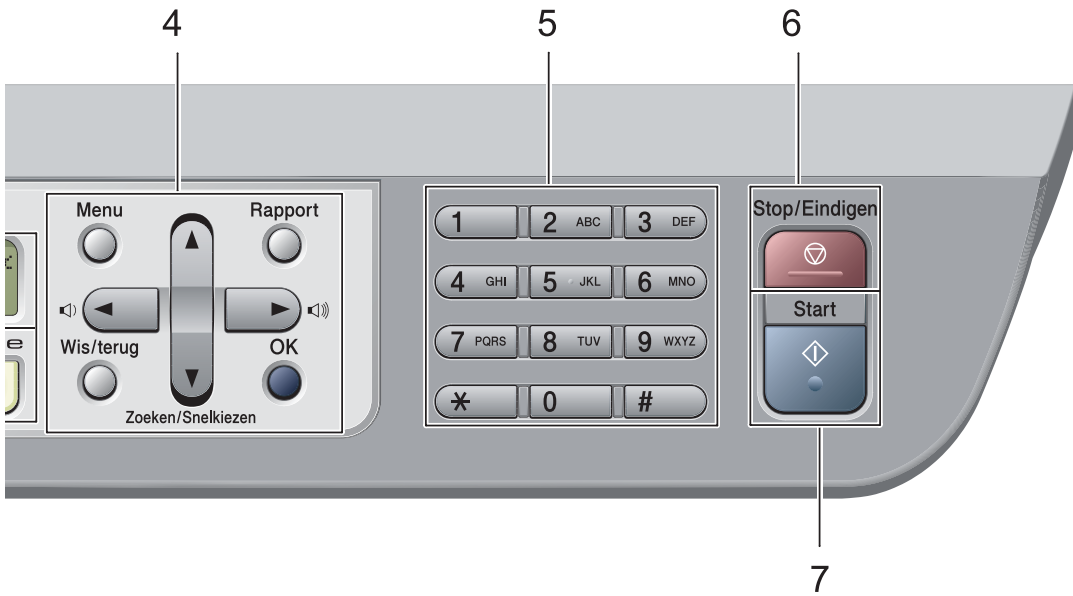 4 5 6
Menu Rapport
Wis/terug OK
Zoeken/Snelkiezen
1 2 ABC 3 DEF
4 GHI 5 JKL 6 MNO
7 PQRS 8 TUV 9 WXYZ
* 0 #
Stop/Eindigen
Start
7